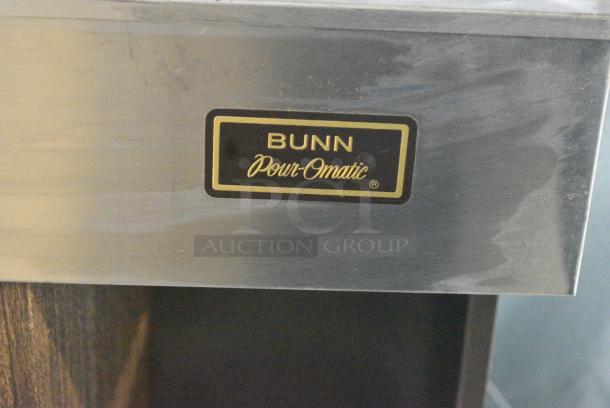 BUNN
Pour-Omatic®
PCI
AUCTION GROUP